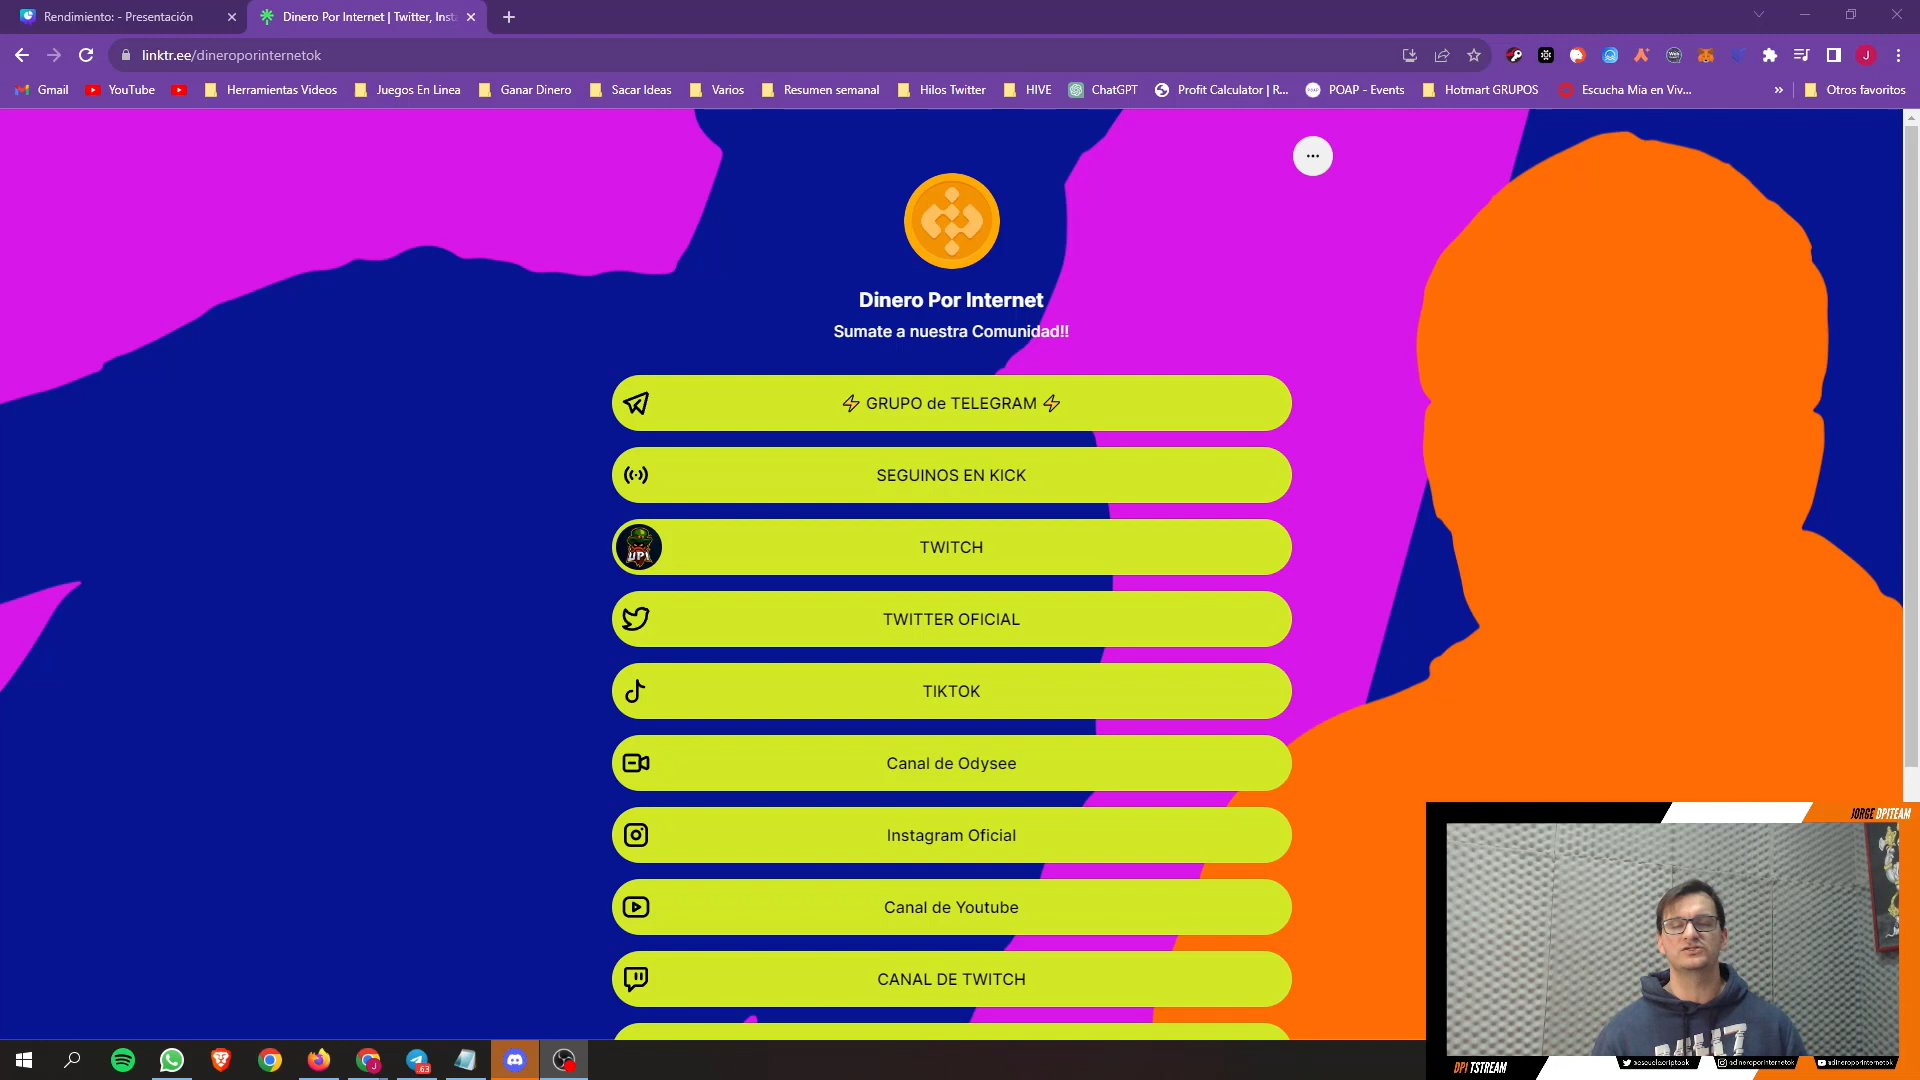 Rendimiento: - Presentación
Dinero Por Internet | Twitter, Inst
linktr.ee/dineroporinternetok
Gmail
YouTube
Herramientas Videos
Juegos En Linea
Ganar Dinero
Sacar Ideas
Varios
Resumen semanal
Hilos Twitter
HIVE
ChatGPT
Profit Calculator | R...
POAP - Events
Hotmart GRUPOS
Escucha Mia en Viv...
»
Otros favoritos
J
Dinero Por Internet
Sumate a nuestra Comunidad!!
⚡ GRUPO de TELEGRAM ⚡
SEGUINOS EN KICK
TWITCH
TWITTER OFICIAL
TIKTOK
Canal de Odysee
Instagram Oficial
Canal de Youtube
CANAL DE TWITCH
JORGE DPITEAM
DPI TSTREAM
@dineroporinternetok
@dineroporinternetok
63